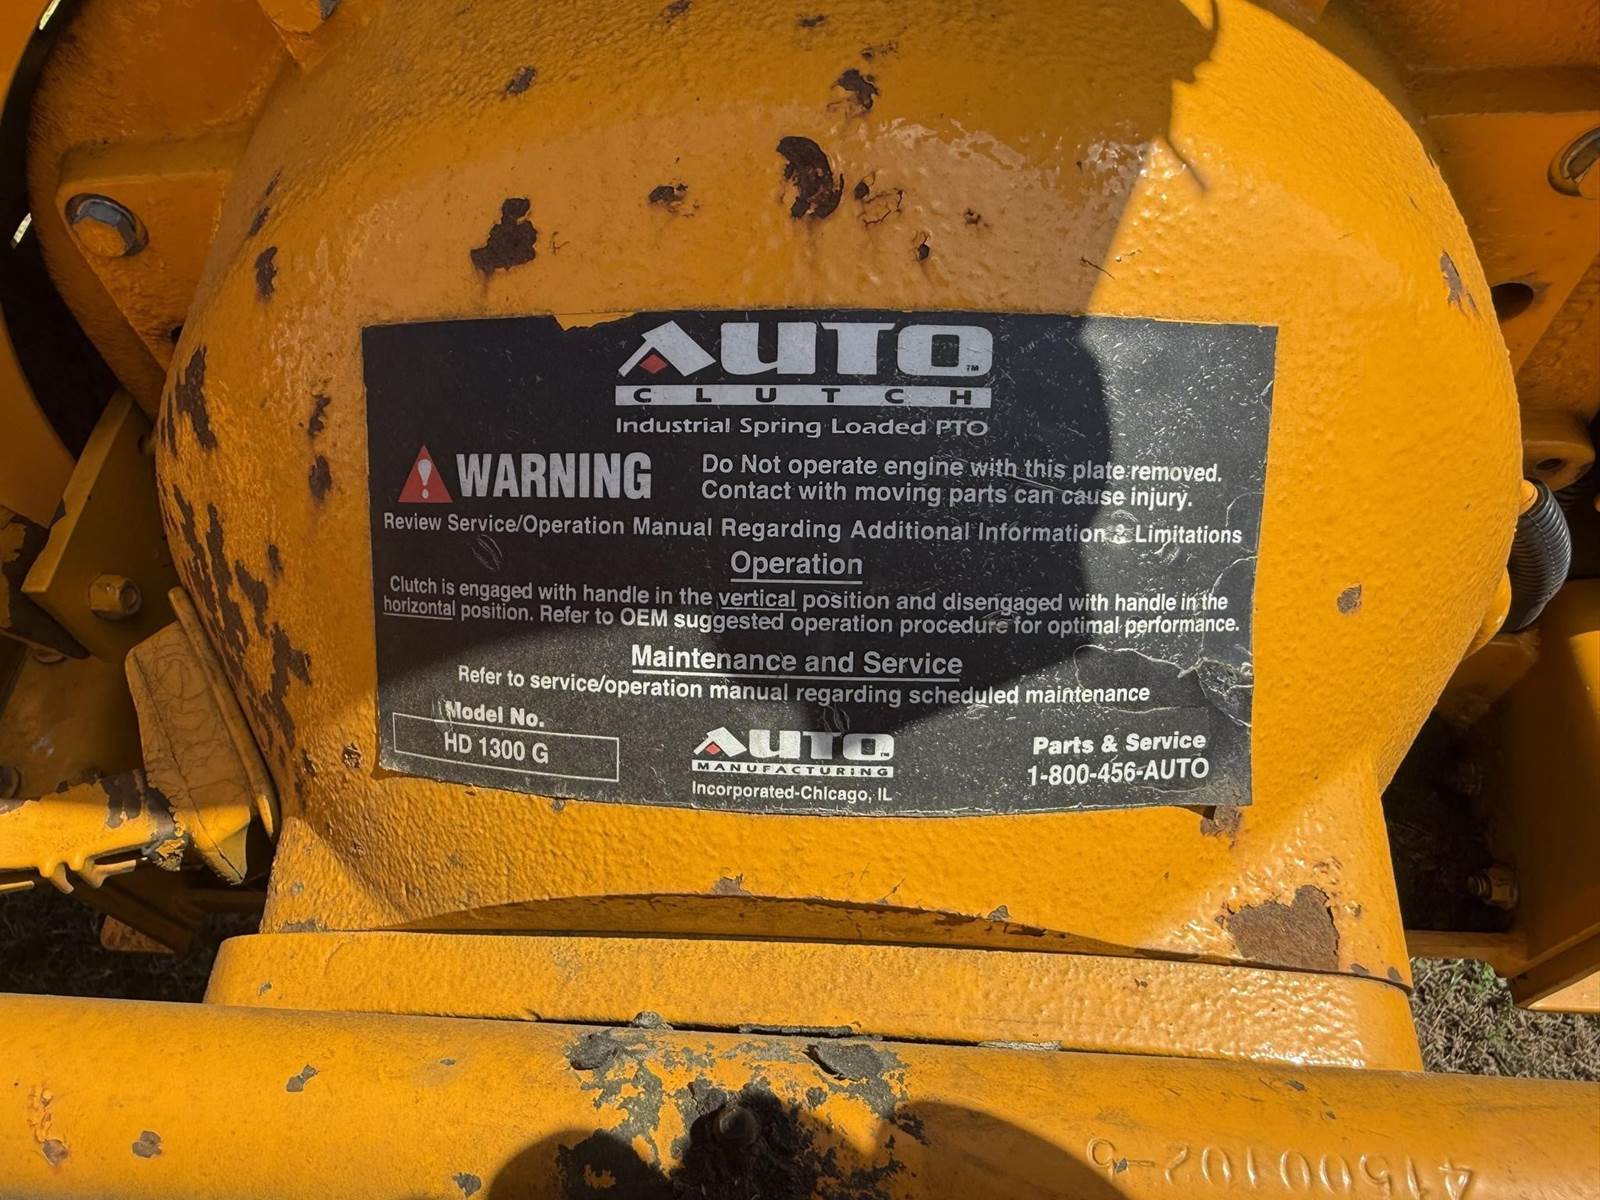 AUTO™
CLUTCH
Industrial Spring Loaded PTO
WARNING
Do Not operate engine with this plate removed.
Contact with moving parts can cause injury.
Review Service/Operation Manual Regarding Additional Information & Limitations
Operation
Clutch is engaged with handle in the vertical position and disengaged with handle in the
horizontal position. Refer to OEM suggested operation procedure for optimal performance.
Maintenance and Service
Refer to service/operation manual regarding scheduled maintenance
Model No.
HD 1300 G
AUTO™
MANUFACTURING
Incorporated-Chicago, IL
Parts & Service
1-800-456-AUTO
41500102-5